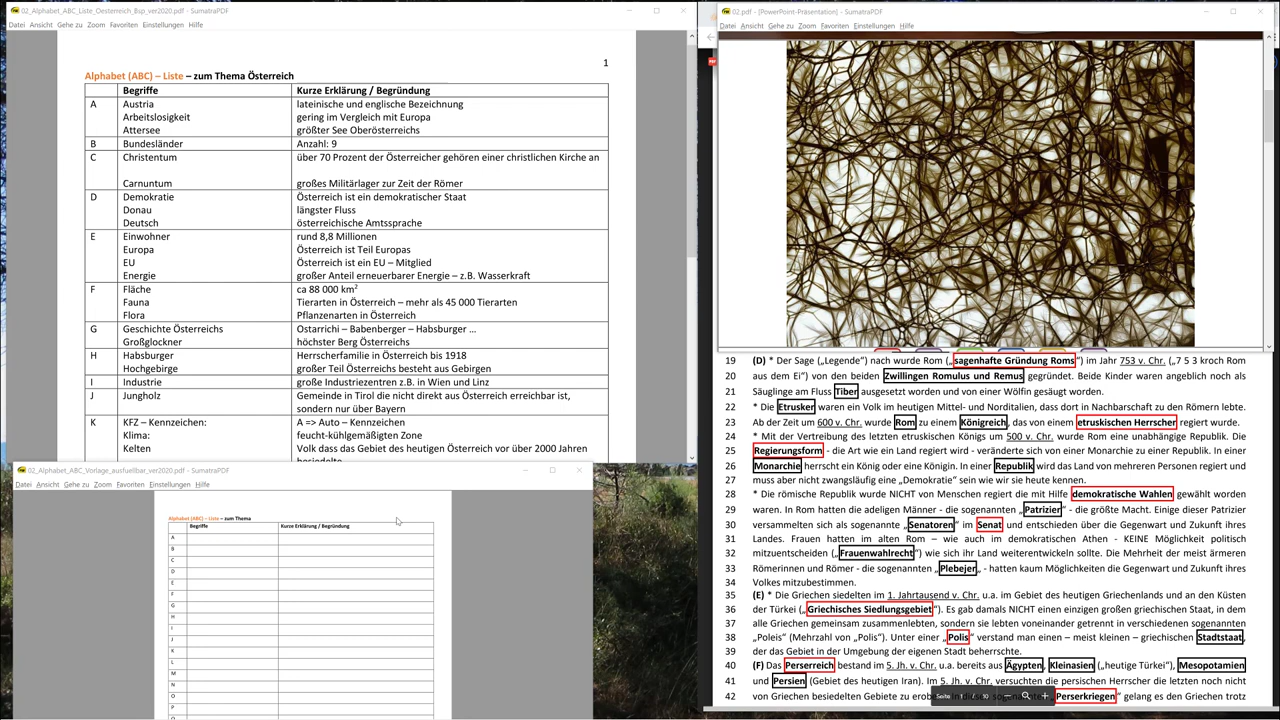 02_Alphabet_ABC_Liste_Oesterreich_Bsp_ver2020.pdf - SumatraPDF
Datei Ansicht Gehe zu Zoom Favoriten Einstellungen Hilfe
1
Alphabet (ABC) – Liste – zum Thema Österreich
Begriffe Kurze Erklärung / Begründung
A Austria lateinische und englische Bezeichnung
Arbeitslosigkeit gering im Vergleich mit Europa
Attersee größter See Oberösterreichs
B Bundesländer Anzahl: 9
C Christentum über 70 Prozent der Österreicher gehören einer christlichen Kirche an
Carnuntum großes Militärlager zur Zeit der Römer
D Demokratie Österreich ist ein demokratischer Staat
Donau längster Fluss
Deutsch österreichische Amtssprache
E Einwohner rund 8,8 Millionen
Europa Österreich ist Teil Europas
EU Österreich ist ein EU – Mitglied
Energie großer Anteil erneuerbarer Energie – z.B. Wasserkraft
F Fläche ca 88 000 km²
Fauna Tierarten in Österreich – mehr als 45 000 Tierarten
Flora Pflanzenarten in Österreich
G Geschichte Österreichs Ostarrichi – Babenberger – Habsburger ...
Großglockner höchster Berg Österreichs
H Habsburger Herrscherfamilie in Österreich bis 1918
Hochgebirge großer Teil Österreichs besteht aus Gebirgen
I Industrie große Industriezentren z.B. in Wien und Linz
J Jungholz Gemeinde in Tirol die nicht direkt aus Österreich erreichbar ist,
sondern nur über Bayern
K KFZ – Kennzeichen: A => Auto – Kennzeichen
Klima: feucht-kühlgemäßigten Zone
Kelten Volk dass das Gebiet des heutigen Österreich vor über 2000 Jahren
besiedelte
02_Alphabet_ABC_Vorlage_ausfuellbar_ver2020.pdf - SumatraPDF
Datei Ansicht Gehe zu Zoom Favoriten Einstellungen Hilfe
Alphabet (ABC) – Liste – zum Thema
Begriffe Kurze Erklärung / Begründung
A
B
C
D
E
F
G
H
I
J
K
L
M
N
O
P
Q
02.pdf - [PowerPoint-Präsentation] - SumatraPDF
Datei Ansicht Gehe zu Zoom Favoriten Einstellungen Hilfe
19 (D) * Der Sage („Legende“) nach wurde Rom („sagenhafte Gründung Roms“) im Jahr 753 v. Chr. („7 5 3 kroch Rom
20 aus dem Ei“) von den beiden Zwillingen Romulus und Remus gegründet. Beide Kinder waren angeblich noch als
21 Säuglinge am Fluss Tiber ausgesetzt worden und von einer Wölfin gesäugt worden.
22 * Die Etrusker waren ein Volk im heutigen Mittel- und Norditalien, dass dort in Nachbarschaft zu den Römern lebte.
23 Ab der Zeit um 600 v. Chr. wurde Rom zu einem Königreich, das von einem etruskischen Herrscher regiert wurde.
24 * Mit der Vertreibung des letzten etruskischen Königs um 500 v. Chr. wurde Rom eine unabhängige Republik. Die
25 Regierungsform - die Art wie ein Land regiert wird - veränderte sich von einer Monarchie zu einer Republik. In einer
26 Monarchie herrscht ein König oder eine Königin. In einer Republik wird das Land von mehreren Personen regiert und
27 muss aber nicht zwangsläufig eine „Demokratie“ sein wie wir sie heute kennen.
28 * Die römische Republik wurde NICHT von Menschen regiert die mit Hilfe demokratische Wahlen gewählt worden
29 waren. In Rom hatten die adeligen Männer - die sogenannten „Patrizier“ - die größte Macht. Einige dieser Patrizier
30 versammelten sich als sogenannte „Senatoren“ im Senat und entschieden über die Gegenwart und Zukunft ihres
31 Landes. Frauen hatten im alten Rom – wie auch im demokratischen Athen - KEINE Möglichkeit politisch
32 mitzuentscheiden („Frauenwahlrecht“) wie sich ihr Land weiterentwickeln sollte. Die Mehrheit der meist ärmeren
33 Römerinnen und Römer - die sogenannten „Plebejer„ - hatten kaum Möglichkeiten die Gegenwart und Zukunft ihres
34 Volkes mitzubestimmen.
35 (E) * Die Griechen siedelten im 1. Jahrtausend v. Chr. u.a. im Gebiet des heutigen Griechenlands und an den Küsten
36 der Türkei („Griechisches Siedlungsgebiet“). Es gab damals NICHT einen einzigen großen griechischen Staat, in dem
37 alle Griechen gemeinsam zusammenlebten, sondern sie lebten voneinander getrennt in verschiedenen sogenannten
38 „Poleis“ (Mehrzahl von „Polis“). Unter einer „Polis“ verstand man einen – meist kleinen – griechischen Stadtstaat,
39 der das Gebiet in der Umgebung der eigenen Stadt beherrschte.
40 (F) Das Perserreich bestand im 5. Jh. v. Chr. u.a. bereits aus Ägypten, Kleinasien („heutige Türkei“), Mesopotamien
41 und Persien (Gebiet des heutigen Iran). Im 5. Jh. v. Chr. versuchten die persischen Herrscher die letzten noch nicht
42 von Griechen besiedelten Gebiete zu Perserkriegen“ gelang es den Griechen trotz
Seite